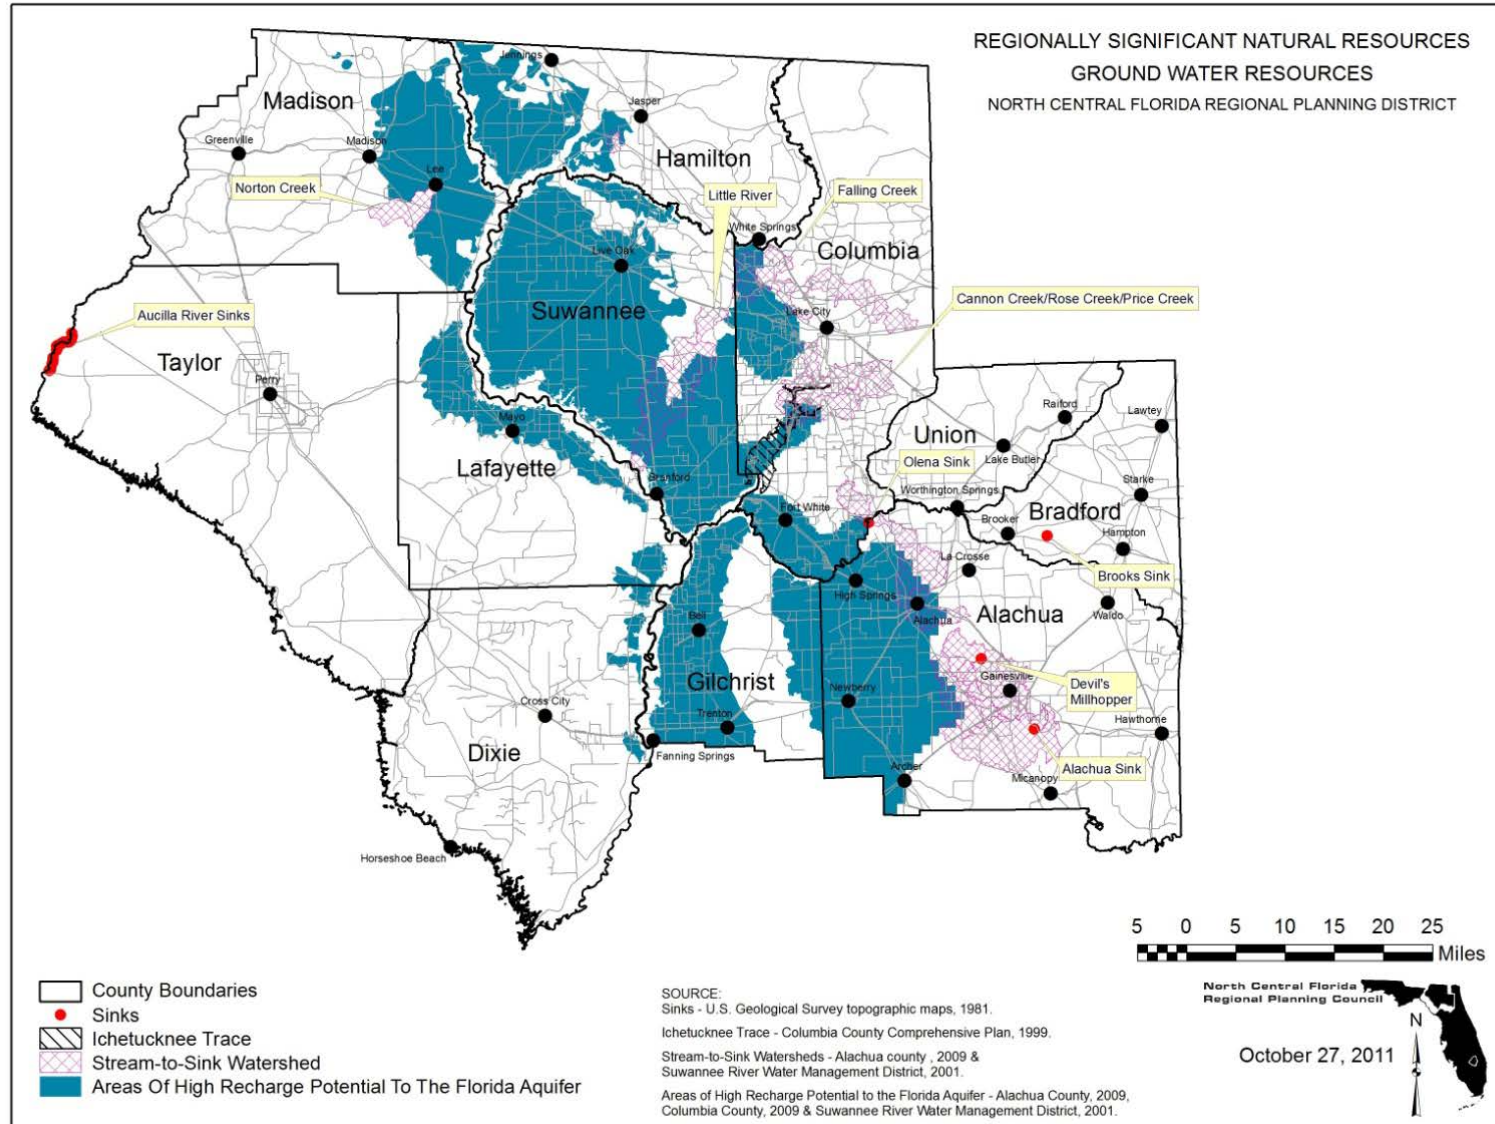 REGIONALLY SIGNIFICANT NATURAL RESOURCES
GROUND WATER RESOURCES
NORTH CENTRAL FLORIDA REGIONAL PLANNING DISTRICT
Jennings
Madison
Jasper
Greenville
Madison
Hamilton
Lee
Norton Creek
Little River
Falling Creek
White Springs
Live Oak
Columbia
Cannon Creek/Rose Creek/Price Creek
Aucilla River Sinks
Suwannee
Lake City
Taylor
Perry
Mayo
Raiford
Lawtey
Union
Lake Butler
Olena Sink
Lafayette
Branford
Starke
Worthington Springs
Fort White
Bradford
Brooker
Hampton
La Crosse
Brooks Sink
High Springs
Alachua
Alachua
Waldo
Bell
Gilchrist
Gainesville
Devil's
Millhopper
Newberry
Cross City
Trenton
Hawthorne
Dixie
Fanning Springs
Archer
Alachua Sink
Micanopy
Horseshoe Beach
5 0 5 10 15 20 25
Miles
County Boundaries
Sinks
Ichetucknee Trace
Stream-to-Sink Watershed
Areas Of High Recharge Potential To The Florida Aquifer
SOURCE:
Sinks - U.S. Geological Survey topographic maps, 1981.
Ichetucknee Trace - Columbia County Comprehensive Plan, 1999.
Stream-to-Sink Watersheds - Alachua county , 2009 &
Suwannee River Water Management District, 2001.
Areas of High Recharge Potential to the Florida Aquifer - Alachua County, 2009,
Columbia County, 2009 & Suwannee River Water Management District, 2001.
North Central Florida
Regional Planning Council
N
October 27, 2011